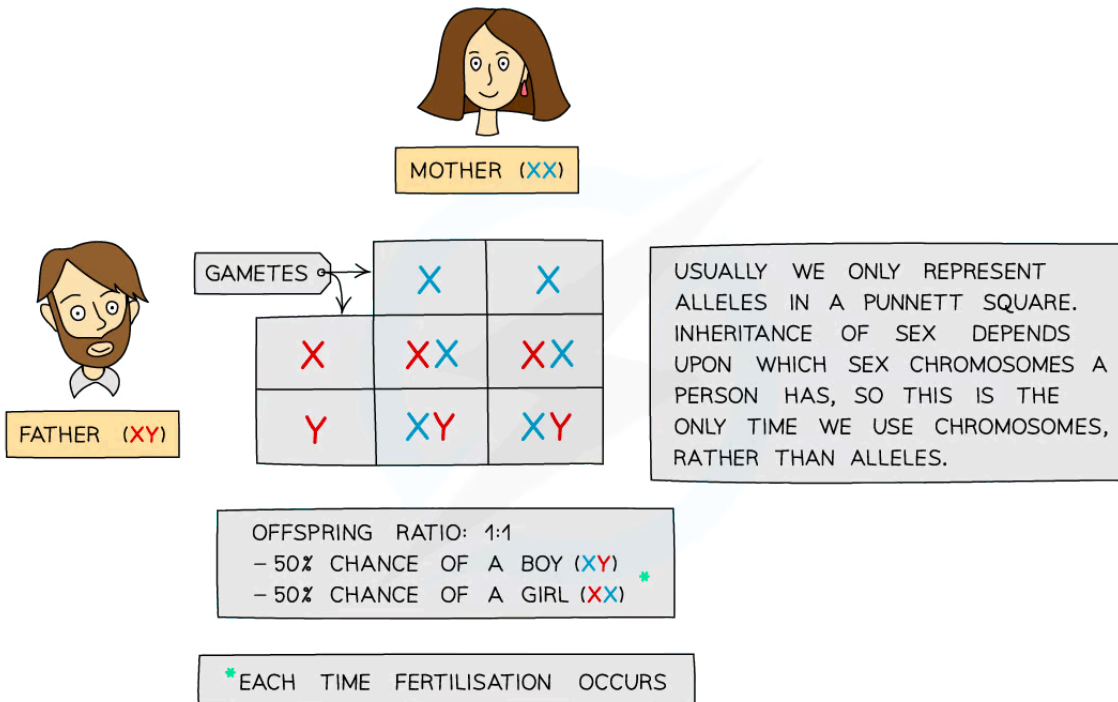 MOTHER (XX)
GAMETES
X X
X XX XX
Y XY XY
FATHER (XY)
USUALLY WE ONLY REPRESENT
ALLELES IN A PUNNETT SQUARE.
INHERITANCE OF SEX DEPENDS
UPON WHICH SEX CHROMOSOMES A
PERSON HAS, SO THIS IS THE
ONLY TIME WE USE CHROMOSOMES,
RATHER THAN ALLELES.
OFFSPRING RATIO: 1:1
– 50% CHANCE OF A BOY (XY)
– 50% CHANCE OF A GIRL (XX) *
*EACH TIME FERTILISATION OCCURS